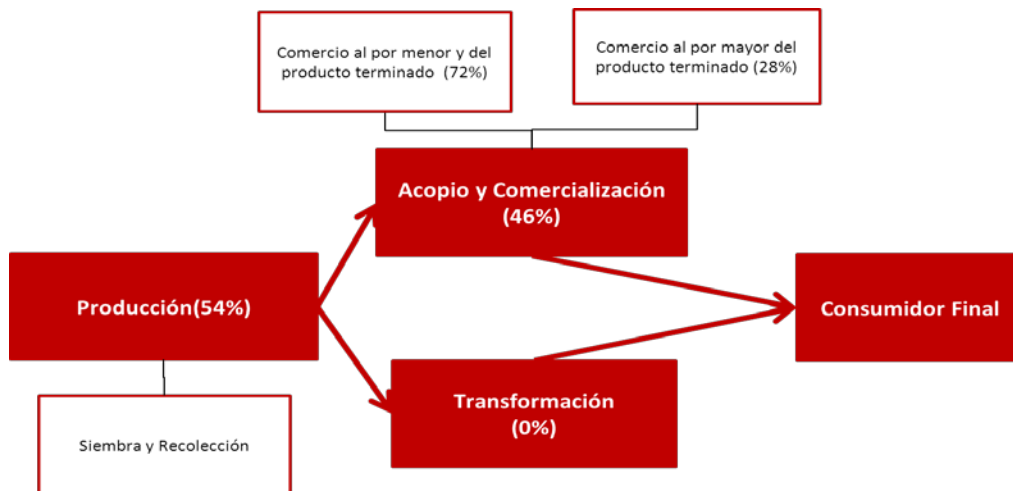 Comercio al por menor y del
producto terminado  (72%)
Comercio al por mayor del
producto terminado (28%)
Acopio y Comercialización
(46%)
Producción(54%)
Consumidor Final
Transformación
(0%)
Siembra y Recolección